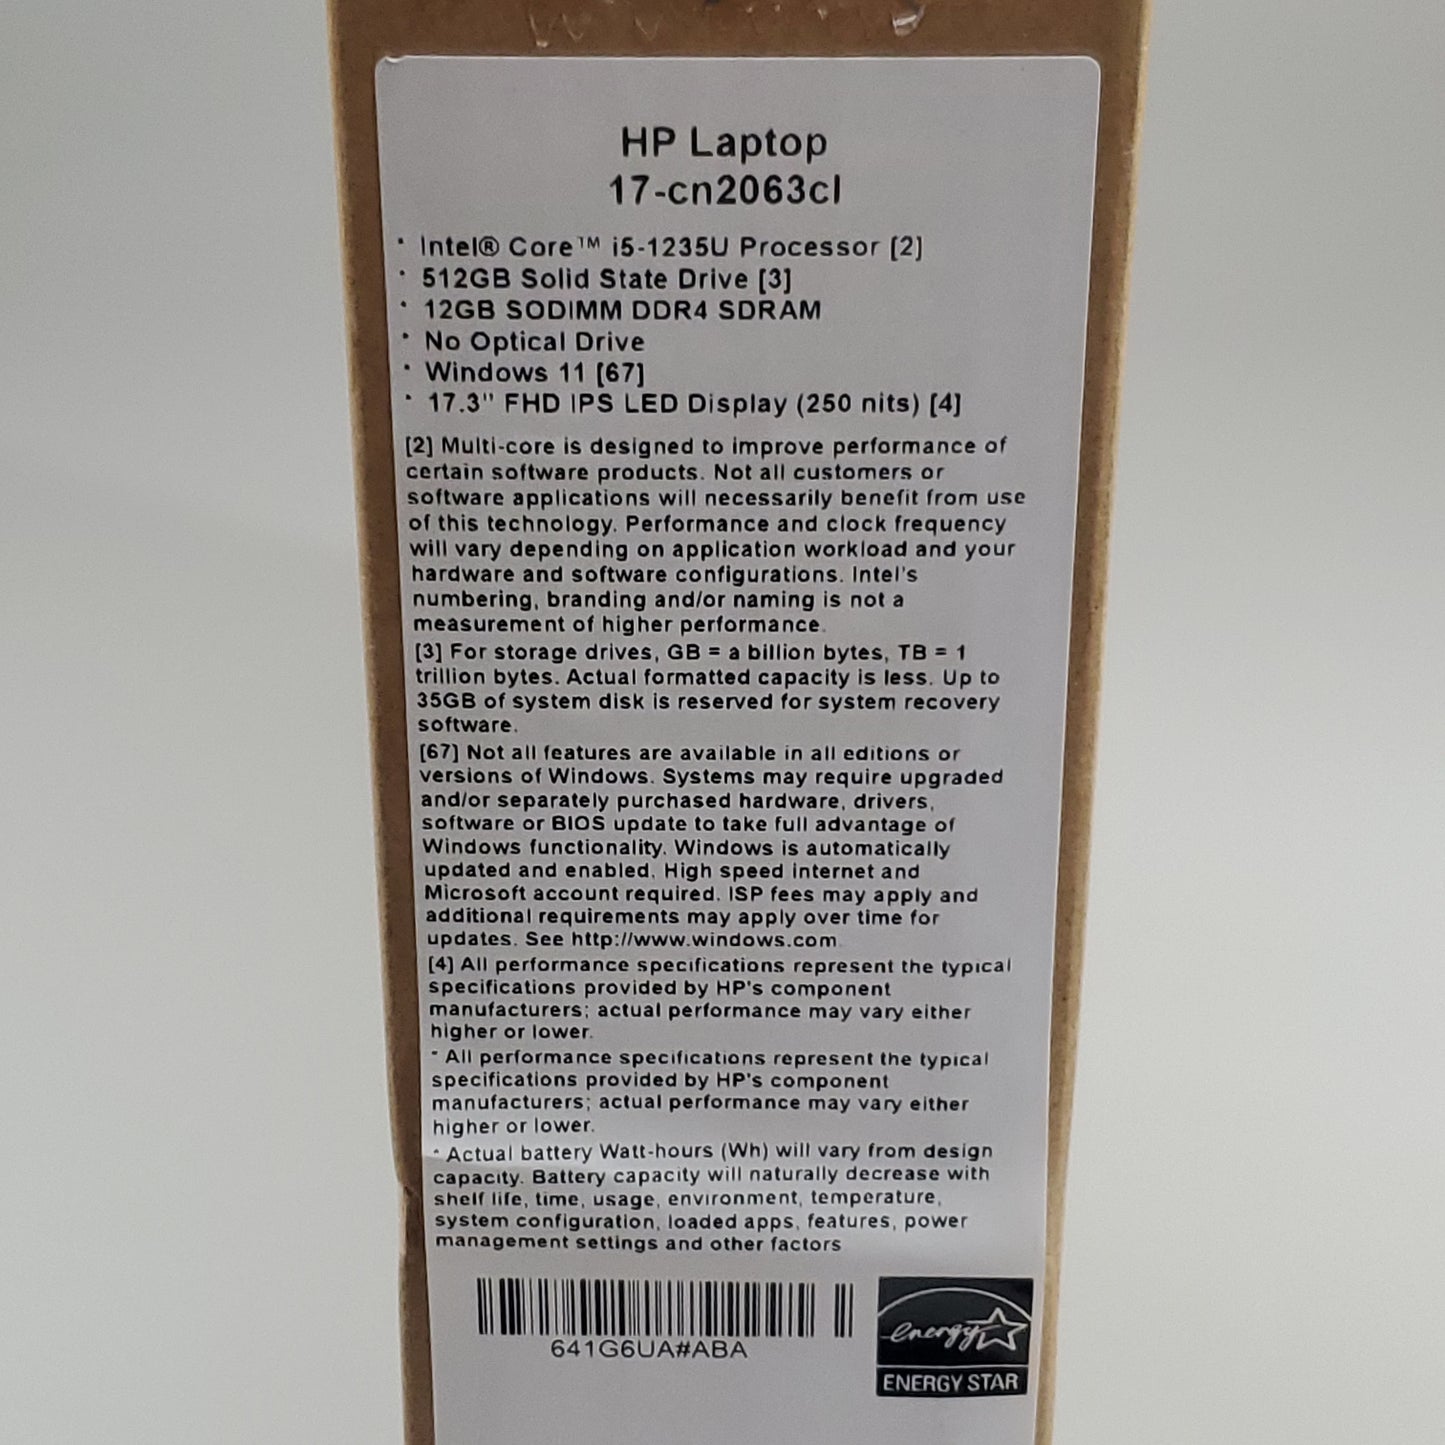 HP Laptop
17-cn2063cl
· Intel® Core™ i5-1235U Processor [2]
· 512GB Solid State Drive [3]
· 12GB SODIMM DDR4 SDRAM
· No Optical Drive
· Windows 11 [67]
· 17.3" FHD IPS LED Display (250 nits) [4]
[2] Multi-core is designed to improve performance of
certain software products. Not all customers or
software applications will necessarily benefit from use
of this technology. Performance and clock frequency
will vary depending on application workload and your
hardware and software configurations. Intel's
numbering, branding and/or naming is not a
measurement of higher performance.
[3] For storage drives, GB = a billion bytes, TB = 1
trillion bytes. Actual formatted capacity is less. Up to
35GB of system disk is reserved for system recovery
software.
[67] Not all features are available in all editions or
versions of Windows. Systems may require upgraded
and/or separately purchased hardware, drivers,
software or BIOS update to take full advantage of
Windows functionality. Windows is automatically
updated and enabled. High speed internet and
Microsoft account required. ISP fees may apply and
additional requirements may apply over time for
updates. See http://www.windows.com.
[4] All performance specifications represent the typical
specifications provided by HP's component
manufacturers; actual performance may vary either
higher or lower.
· All performance specifications represent the typical
specifications provided by HP's component
manufacturers; actual performance may vary either
higher or lower.
· Actual battery Watt-hours (Wh) will vary from design
capacity. Battery capacity will naturally decrease with
shelf life, time, usage, environment, temperature,
system configuration, loaded apps, features, power
management settings and other factors
641G6UA#ABA
energy
ENERGY STAR